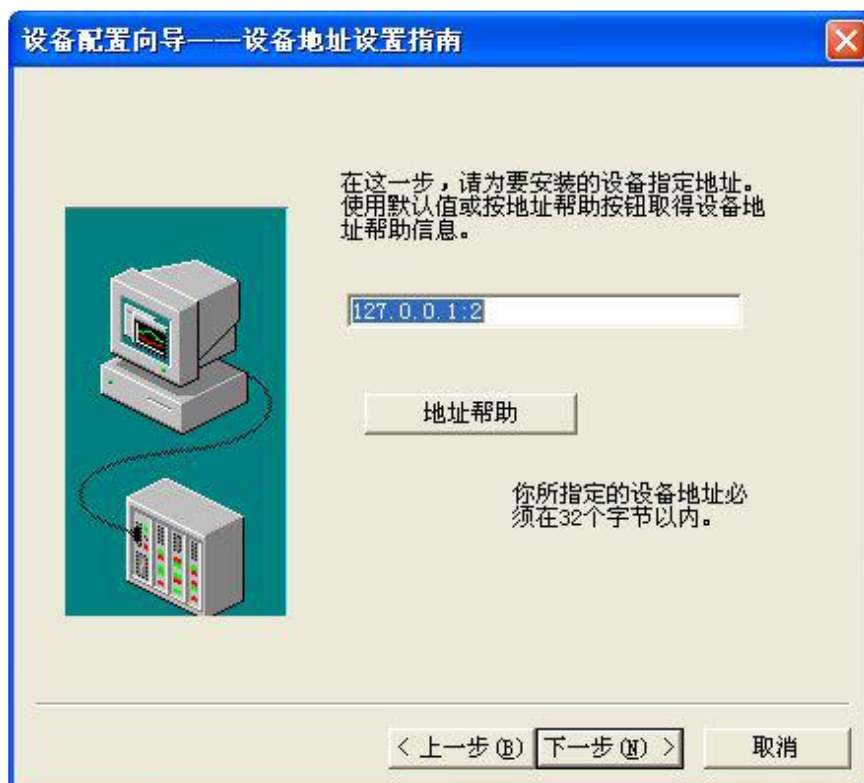 设备配置向导——设备地址设置指南
在这一步，请为要安装的设备指定地址。
使用默认值或按地址帮助按钮取得设备地
址帮助信息。
127.0.0.1:2
地址帮助
你所指定的设备地址必
须在32个字节以内。
< 上一步(B) 下一步(N) > 取消